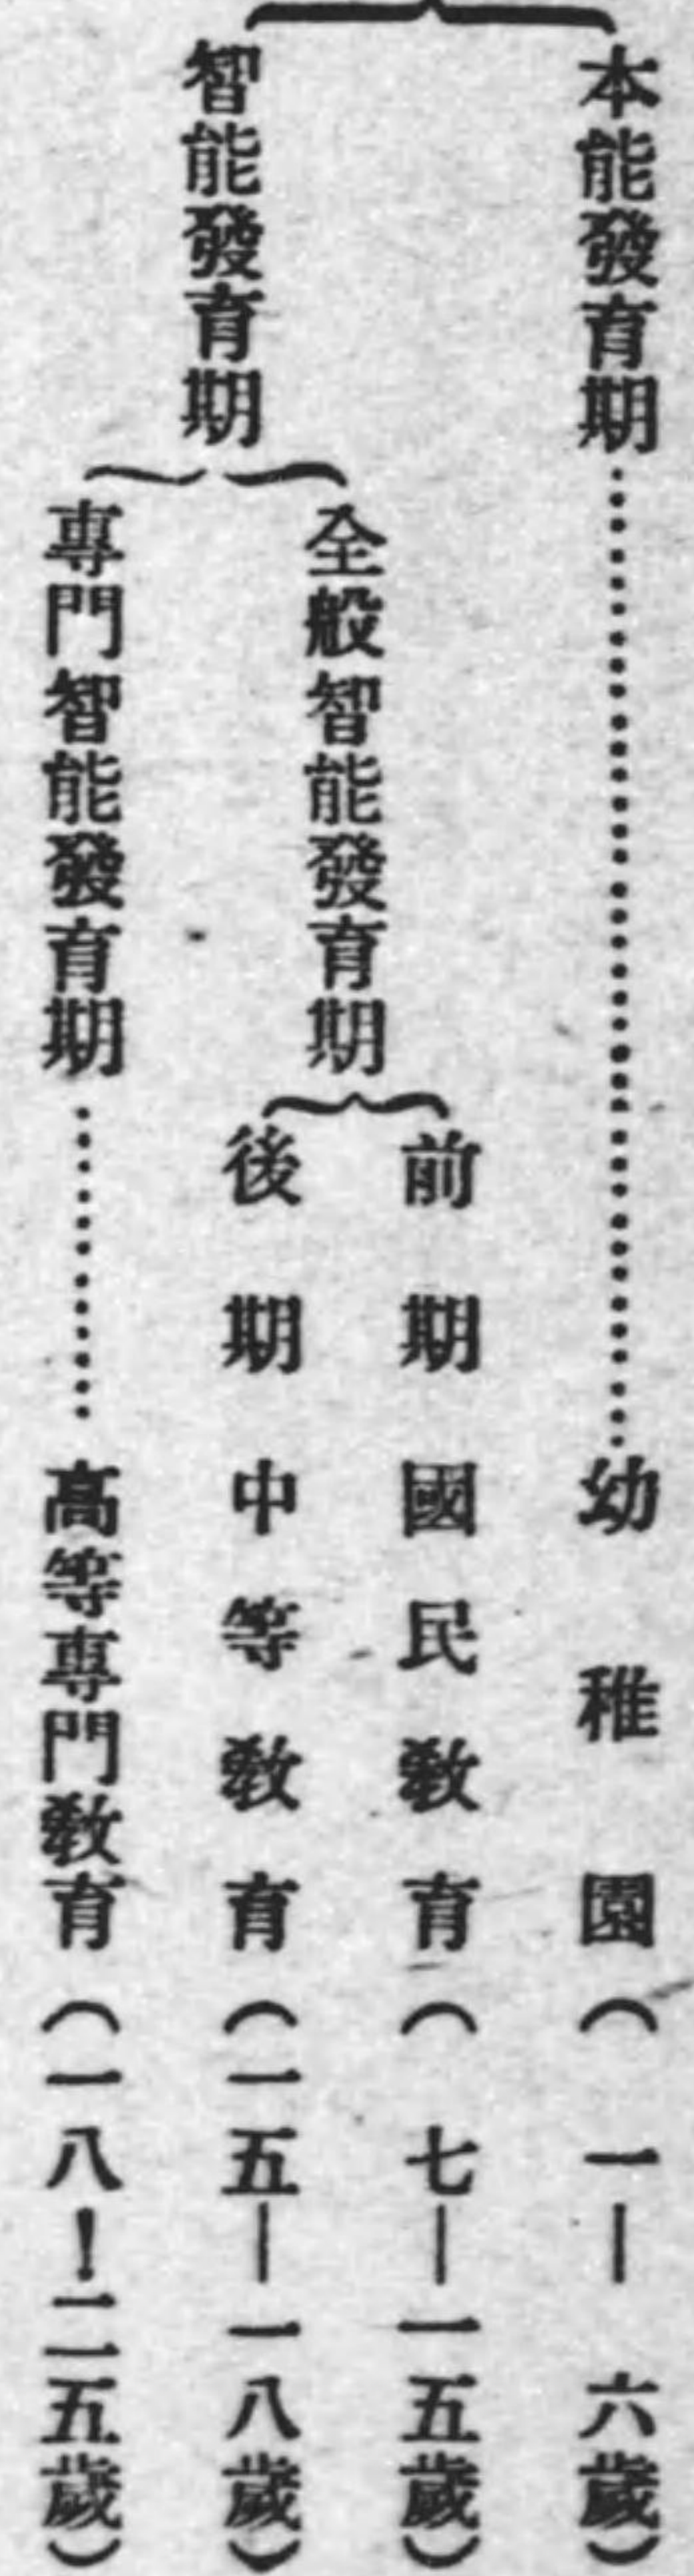 本能發育期……幼稚園(一—六歲)
智能發育期
全般智能發育期
前期國民敎育(七—一五歲)
後期中等敎育(一五—一八歲)
專門智能發育期……高等專門敎育(一八!二五歲)